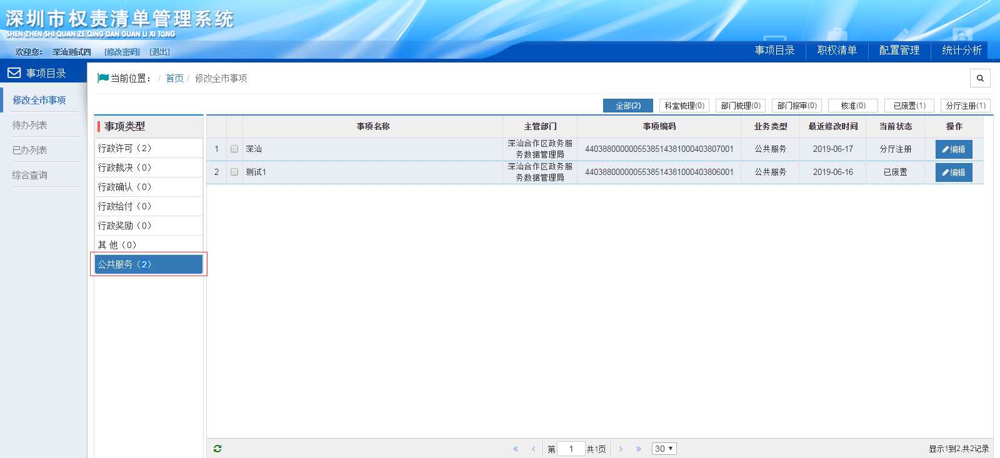 深圳市权责清单管理系统
SHEN ZHEN SHI QUAN ZE QING DAN GUAN LI XI TONG
欢迎您： 深汕测试四 [修改密码] [退出]
事项目录 职权清单 配置管理 统计分析
事项目录
修改全市事项
待办列表
已办列表
综合查询
当前位置： / 首页 / 修改全市事项
全部(2) 科室梳理(0) 部门梳理(0) 部门报审(0) 核准(0) 已废置(1) 分厅注册(1)
事项类型
行政许可（2）
行政裁决（0）
行政确认（0）
行政给付（0）
行政奖励（0）
其 他（0）
公共服务（2）
事项名称 主管部门 事项编码 业务类型 最近修改时间 当前状态 操作
1 深汕 深汕合作区政务服务数据管理局 44038800000055385143810004038​07001 公共服务 2019-06-17 分厅注册 编辑
2 测试1 深汕合作区政务服务数据管理局 4403880000005538514381000403806001 公共服务 2019-06-16 已废置 编辑
« ‹ 第 1 共1页 › » 30 ▼
显示1到2,共2记录